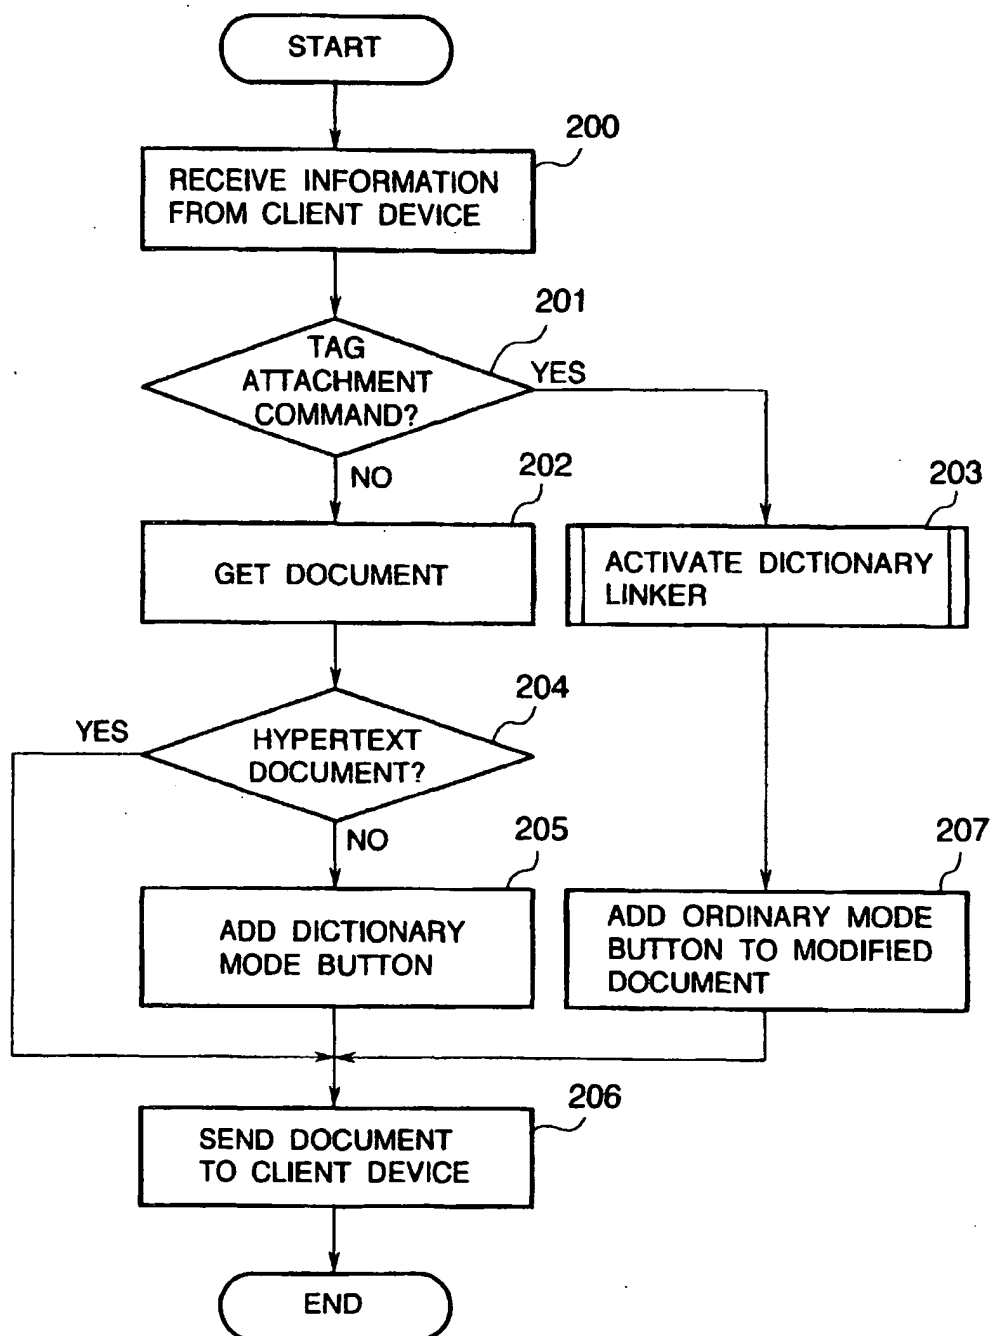 START
200
RECEIVE INFORMATION
FROM CLIENT DEVICE
201
TAG
ATTACHMENT
COMMAND?
YES
NO
202
203
GET DOCUMENT
ACTIVATE DICTIONARY
LINKER
204
YES
HYPERTEXT
DOCUMENT?
NO
205
207
ADD DICTIONARY
MODE BUTTON
ADD ORDINARY MODE
BUTTON TO MODIFIED
DOCUMENT
206
SEND DOCUMENT
TO CLIENT DEVICE
END